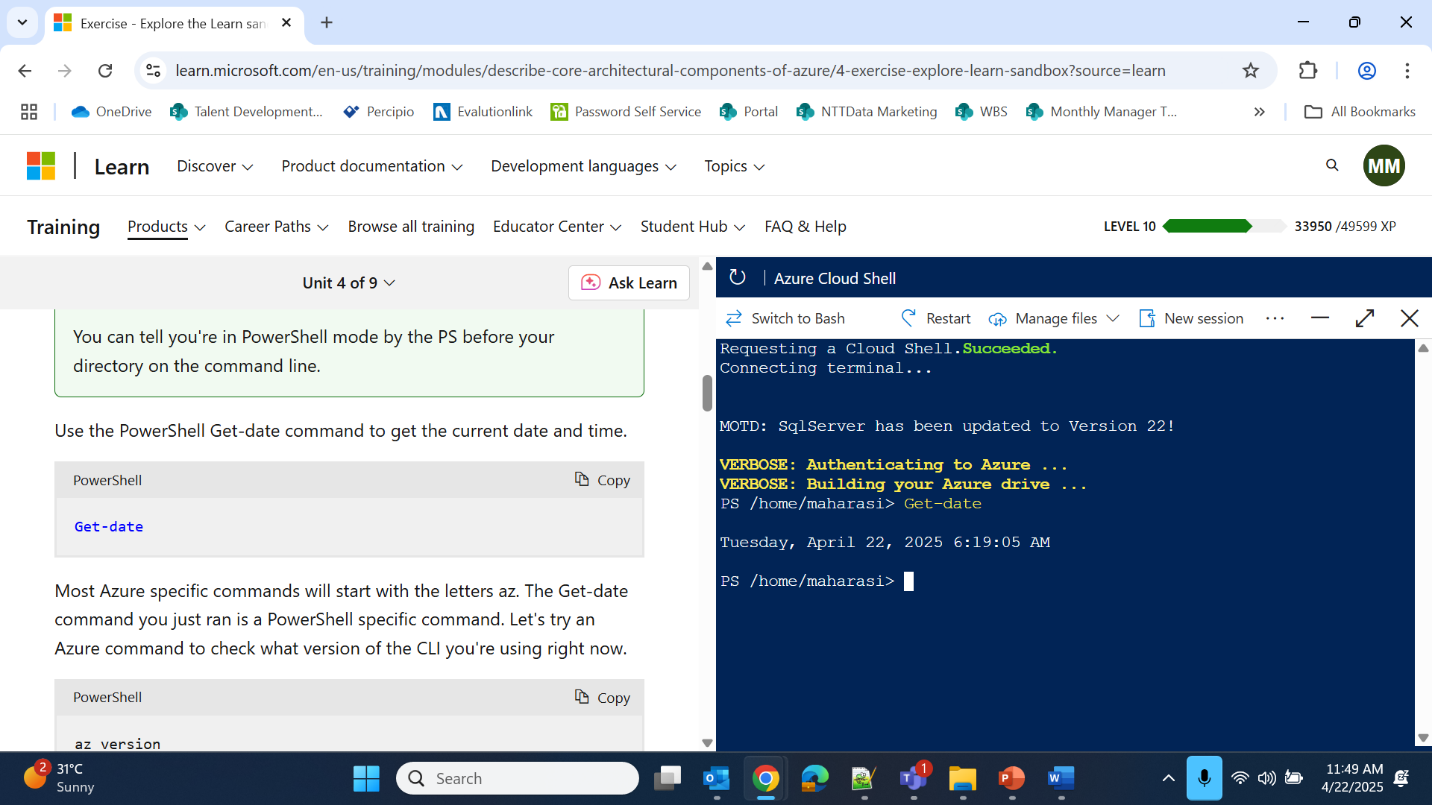 Exercise - Explore the Learn san
learn.microsoft.com/en-us/training/modules/describe-core-architectural-components-of-azure/4-exercise-explore-learn-sandbox?source=learn
OneDrive Talent Development... Percipio Evalutionlink Password Self Service Portal NTTData Marketing WBS Monthly Manager T... » All Bookmarks
Learn Discover Product documentation Development languages Topics MM
Training Products Career Paths Browse all training Educator Center Student Hub FAQ & Help LEVEL 10 33950 /49599 XP
Unit 4 of 9 Ask Learn
You can tell you're in PowerShell mode by the PS before your
directory on the command line.
Use the PowerShell Get-date command to get the current date and time.
PowerShell Copy
Get-date
Most Azure specific commands will start with the letters az. The Get-date
command you just ran is a PowerShell specific command. Let's try an
Azure command to check what version of the CLI you're using right now.
PowerShell Copy
az version
Azure Cloud Shell
Switch to Bash Restart Manage files New session ...
Requesting a Cloud Shell.Succeeded.
Connecting terminal...
MOTD: SqlServer has been updated to Version 22!
VERBOSE: Authenticating to Azure ...
VERBOSE: Building your Azure drive ...
PS /home/maharasi> Get-date
Tuesday, April 22, 2025 6:19:05 AM
PS /home/maharasi>
2 31°C
Sunny
Search
1
11:49 AM
4/22/2025